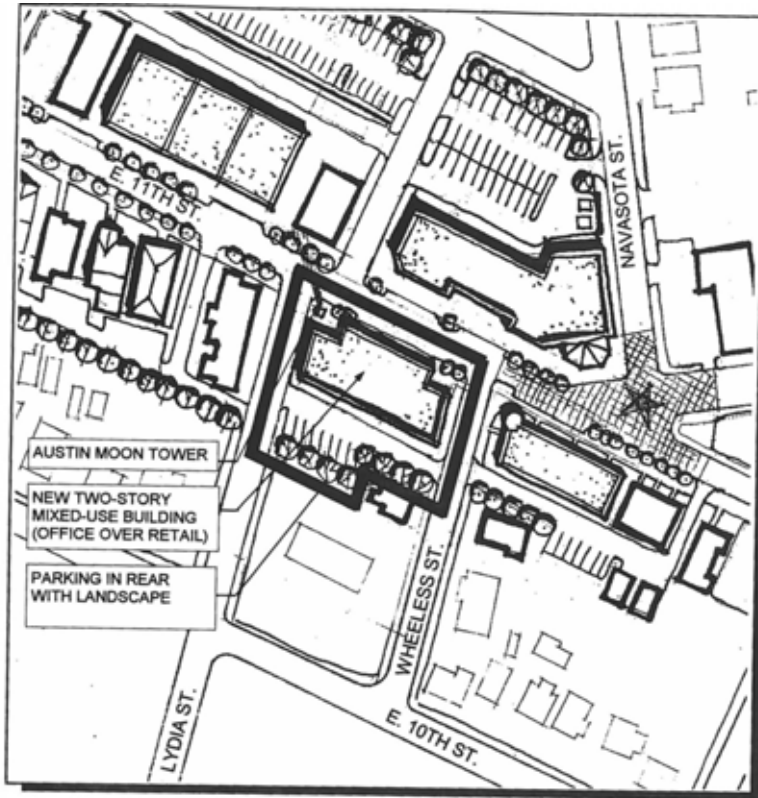 E. 11TH ST.
NAVASOTA ST.
AUSTIN MOON TOWER
NEW TWO-STORY
MIXED-USE BUILDING
(OFFICE OVER RETAIL)
PARKING IN REAR
WITH LANDSCAPE
WHEELESS ST.
LYDIA ST.
E. 10TH ST.